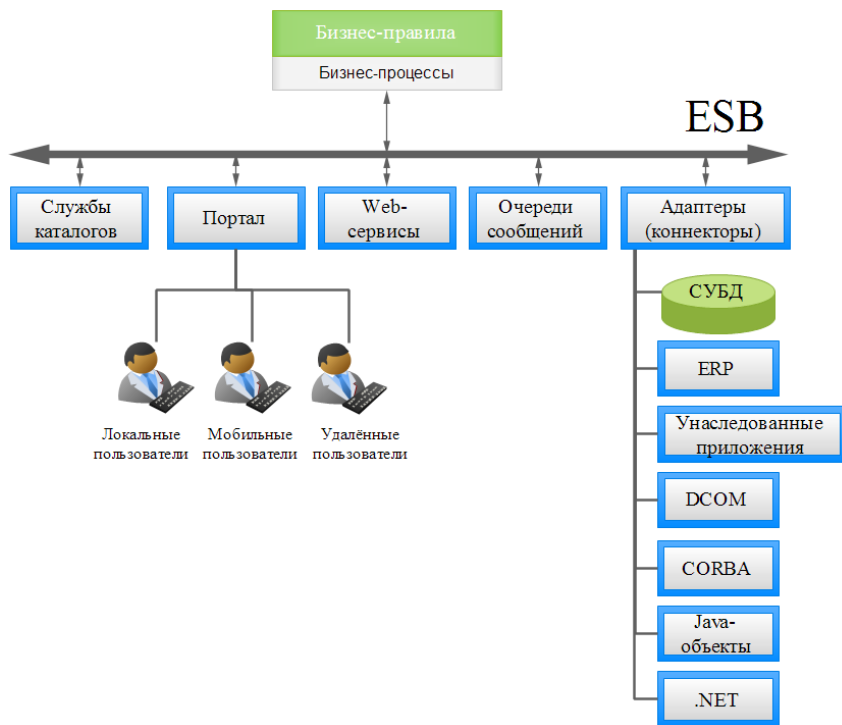 Бизнес-правила
Бизнес-процессы
ESB
Службы
каталогов
Портал
Web-
сервисы
Очереди
сообщений
Адаптеры
(коннекторы)
СУБД
ERP
Унаследованные
приложения
DCOM
CORBA
Java-
объекты
.NET
Локальные
пользователи
Мобильные
пользователи
Удалённые
пользователи